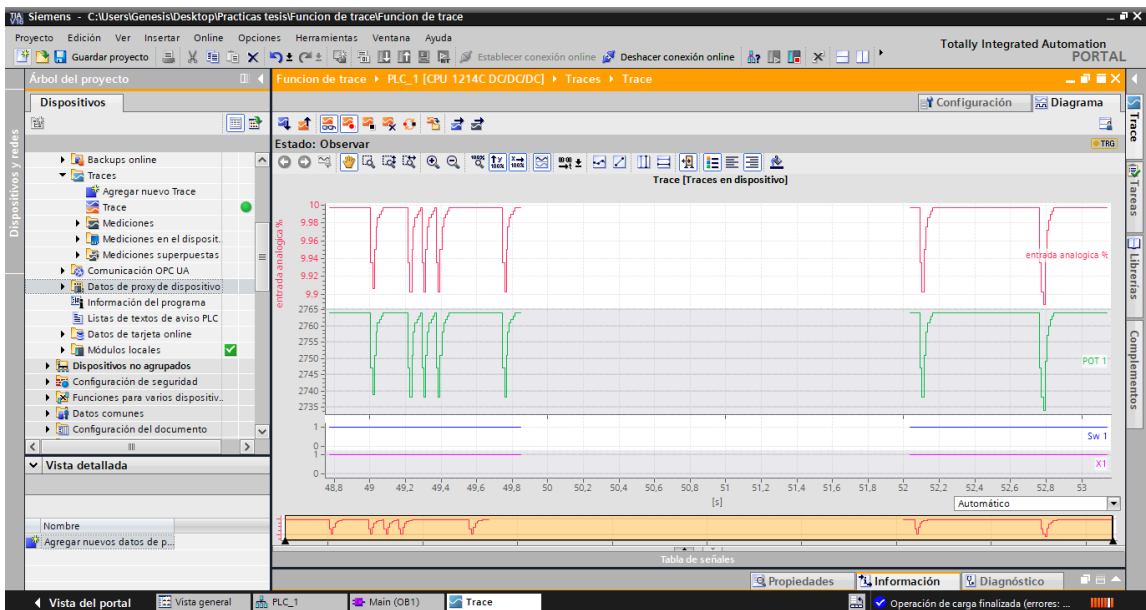 Siemens - C:\Users\Genesis\Desktop\Practicas tesis\Funcion de trace\Funcion de trace
Proyecto Edición Ver Insertar Online Opciones Herramientas Ventana Ayuda
Guardar proyecto Establecer conexión online Deshacer conexión online
Totally Integrated Automation
PORTAL
Árbol del proyecto
Funcion de trace PLC_1 [CPU 1214C DC/DC/DC] Traces Trace
Dispositivos
Configuración Diagrama
Dispositivos y redes
Estado: Observar
TRG
Trace [Traces en dispositivo]
Backups online
Traces
Agregar nuevo Trace
Trace
Mediciones
Mediciones en el disposit..
Mediciones superpuestas
Comunicación OPC UA
Datos de proxy de dispositivo
Información del programa
Listas de textos de aviso PLC
Datos de tarjeta online
Módulos locales
Dispositivos no agrupados
Configuración de seguridad
Funciones para varios dispositiv..
Datos comunes
Configuración del documento
Vista detallada
Nombre
Agregar nuevos datos de p...
entrada analogica %
10
9.98
9.96
9.94
9.92
9.9
entrada analogica %
2765
2760
2755
2750
2745
2740
2735
POT 1
1
0
Sw 1
1
0
X1
48,8 49 49,2 49,4 49,6 49,8 50 50,2 50,4 50,6 50,8 51 51,2 51,4 51,6 51,8 52 52,2 52,4 52,6 52,8 53
[s]
Automático
Tabla de señales
Propiedades Información Diagnóstico
Trace
Tareas
Librerías
Complementos
Vista del portal Vista general PLC_1 Main (OB1) Trace
Operación de carga finalizada (errores: ...